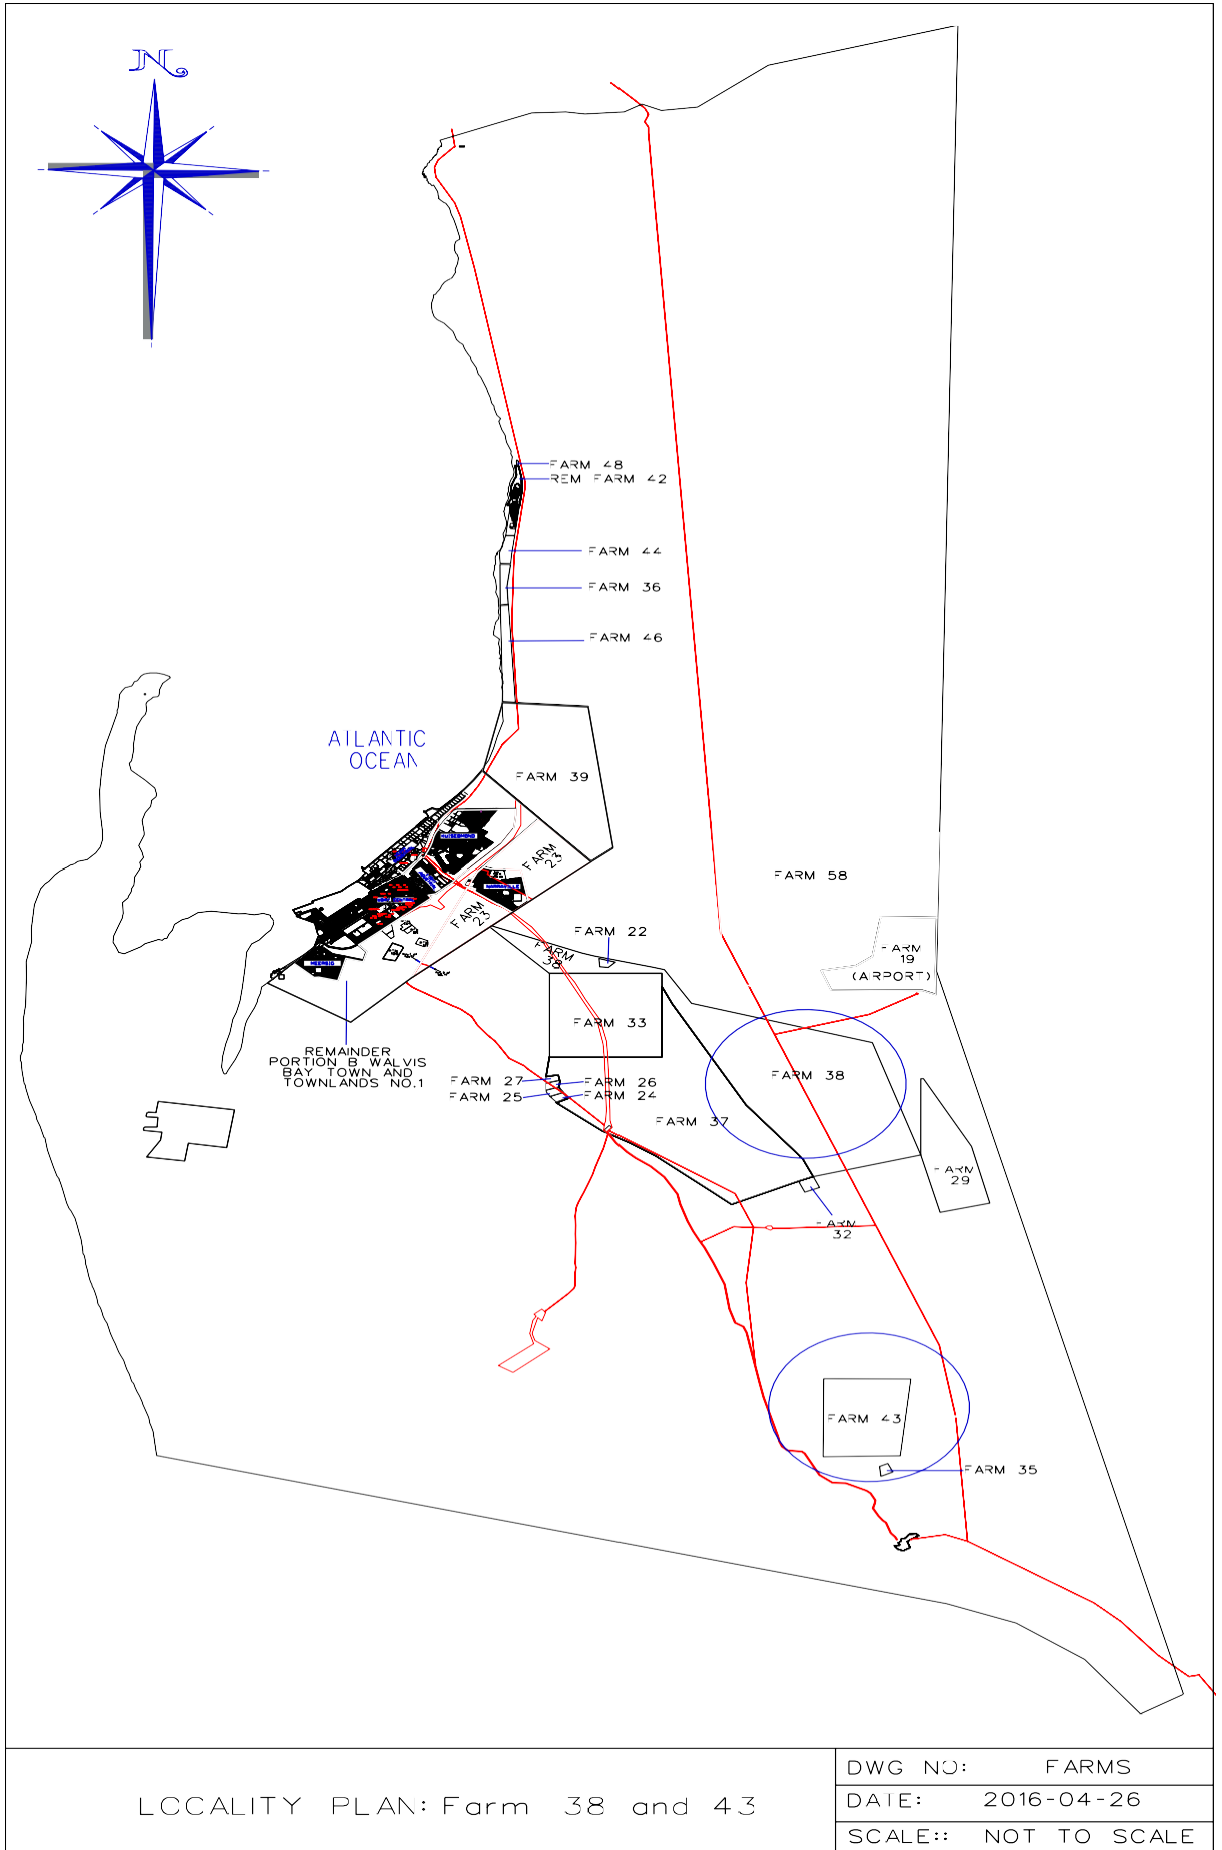 N
FARM 48
REM FARM 42
FARM 44
FARM 36
FARM 46
ATLANTIC
OCEAN
FARM 39
FARM
23
FARM
23
FARM 58
FARM 22
FARM
38
FARM
19
(AIRPORT)
FARM 33
REMAINDER
PORTION B WALVIS
BAY TOWN AND
TOWNLANDS NO.1
FARM 27
FARM 26
FARM 25
FARM 24
FARM 38
FARM 37
FARM
29
FARM
32
FARM 43
FARM 35
LOCALITY PLAN: Farm 38 and 43
DWG NO: FARMS
DATE: 2016-04-26
SCALE:: NOT TO SCALE